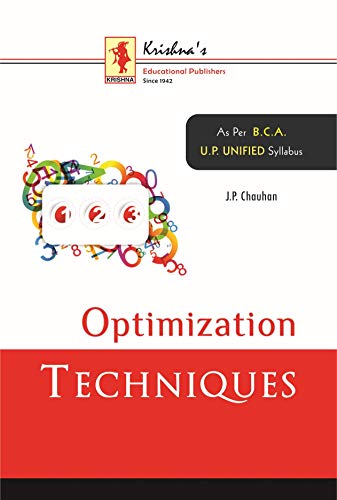 Krishna's
KRISHNA
Educational Publishers
Since 1942
As Per B.C.A.
U.P. UNIFIED Syllabus
J.P. Chauhan
1 2 3
Optimization
TECHNIQUES